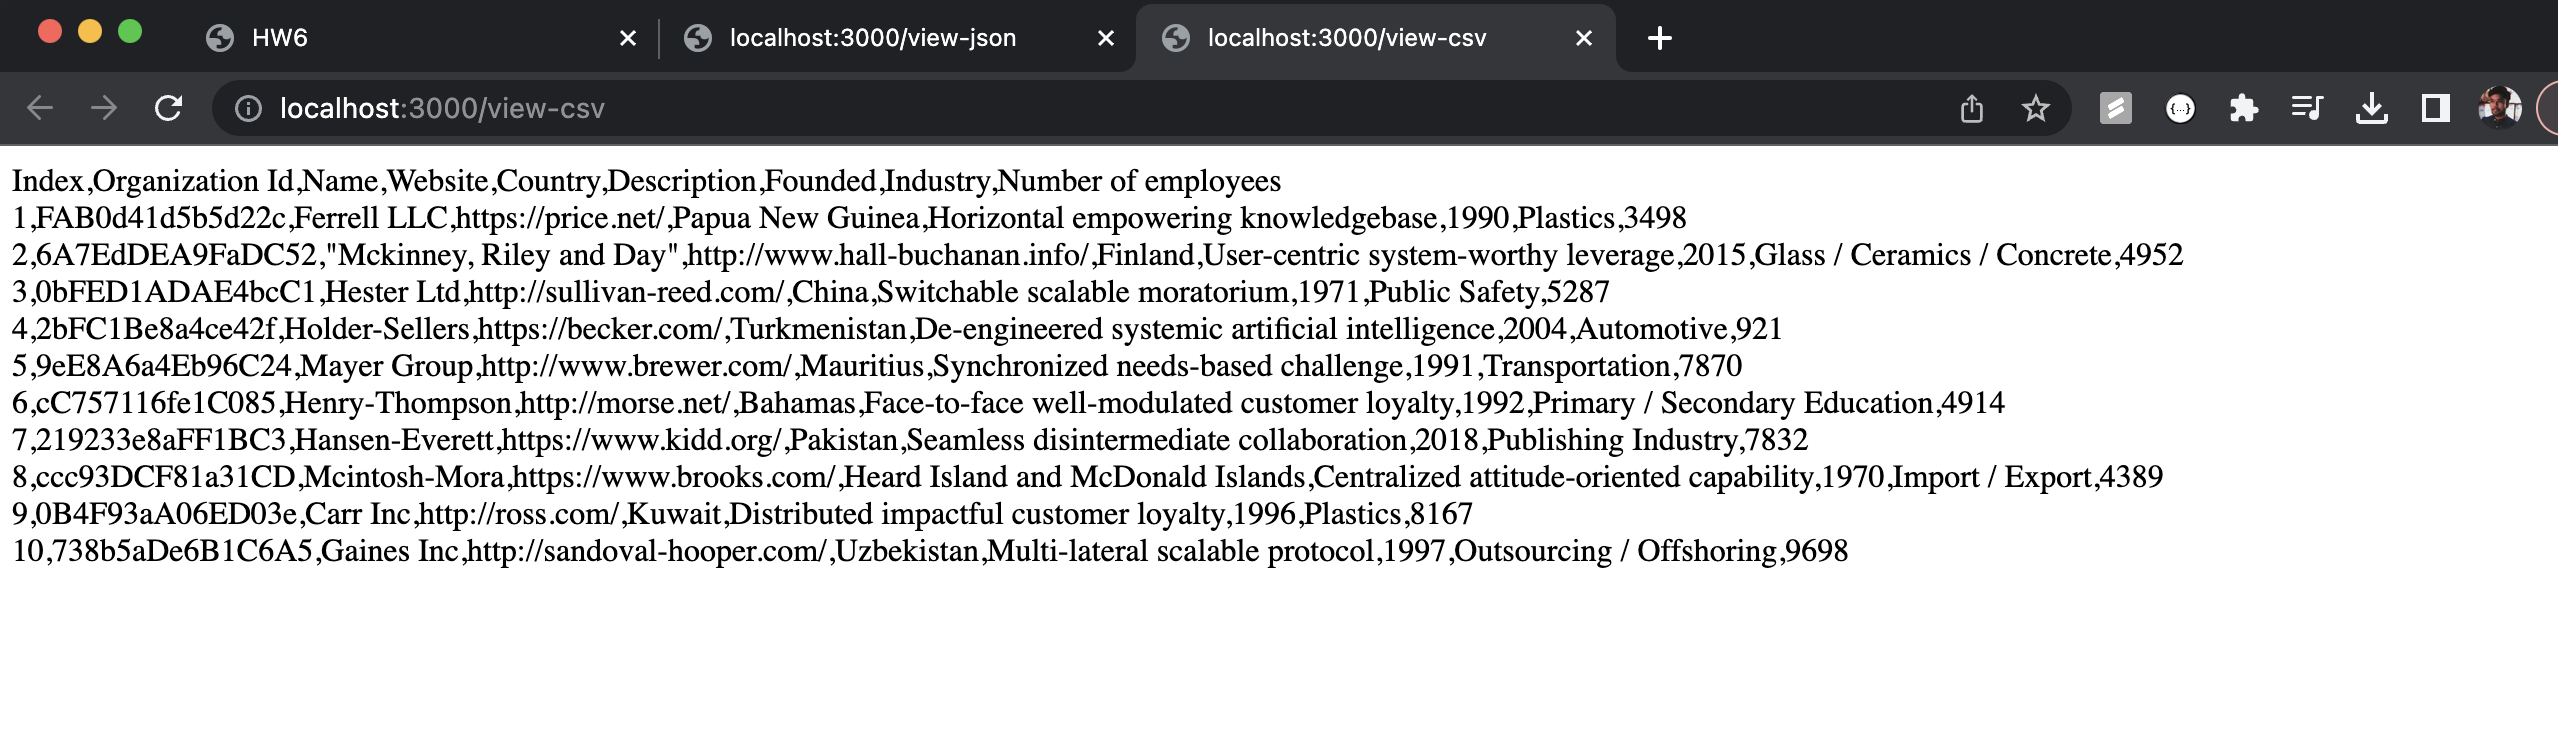 HW6
localhost:3000/view-json
localhost:3000/view-csv
localhost:3000/view-csv
Index,Organization Id,Name,Website,Country,Description,Founded,Industry,Number of employees
1,FAB0d41d5b5d22c,Ferrell LLC,https://price.net/,Papua New Guinea,Horizontal empowering knowledgebase,1990,Plastics,3498
2,6A7EdDEA9FaDC52,"Mckinney, Riley and Day",http://www.hall-buchanan.info/,Finland,User-centric system-worthy leverage,2015,Glass / Ceramics / Concrete,4952
3,0bFED1ADAE4bcC1,Hester Ltd,http://sullivan-reed.com/,China,Switchable scalable moratorium,1971,Public Safety,5287
4,2bFC1Be8a4ce42f,Holder-Sellers,https://becker.com/,Turkmenistan,De-engineered systemic artificial intelligence,2004,Automotive,921
5,9eE8A6a4Eb96C24,Mayer Group,http://www.brewer.com/,Mauritius,Synchronized needs-based challenge,1991,Transportation,7870
6,cC757116fe1C085,Henry-Thompson,http://morse.net/,Bahamas,Face-to-face well-modulated customer loyalty,1992,Primary / Secondary Education,4914
7,219233e8aFF1BC3,Hansen-Everett,https://www.kidd.org/,Pakistan,Seamless disintermediate collaboration,2018,Publishing Industry,7832
8,ccc93DCF81a31CD,Mcintosh-Mora,https://www.brooks.com/,Heard Island and McDonald Islands,Centralized attitude-oriented capability,1970,Import / Export,4389
9,0B4F93aA06ED03e,Carr Inc,http://ross.com/,Kuwait,Distributed impactful customer loyalty,1996,Plastics,8167
10,738b5aDe6B1C6A5,Gaines Inc,http://sandoval-hooper.com/,Uzbekistan,Multi-lateral scalable protocol,1997,Outsourcing / Offshoring,9698